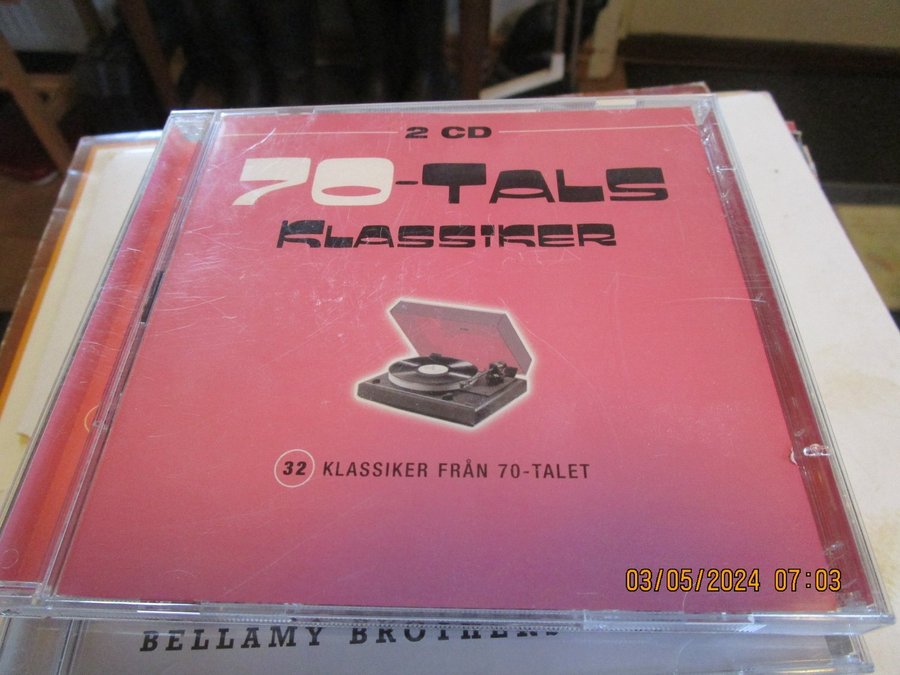 2 CD
70-TALS
KLASSIKER
32 KLASSIKER FRÅN 70-TALET
03/05/2024 07:03
BELLAMY BROTHERS